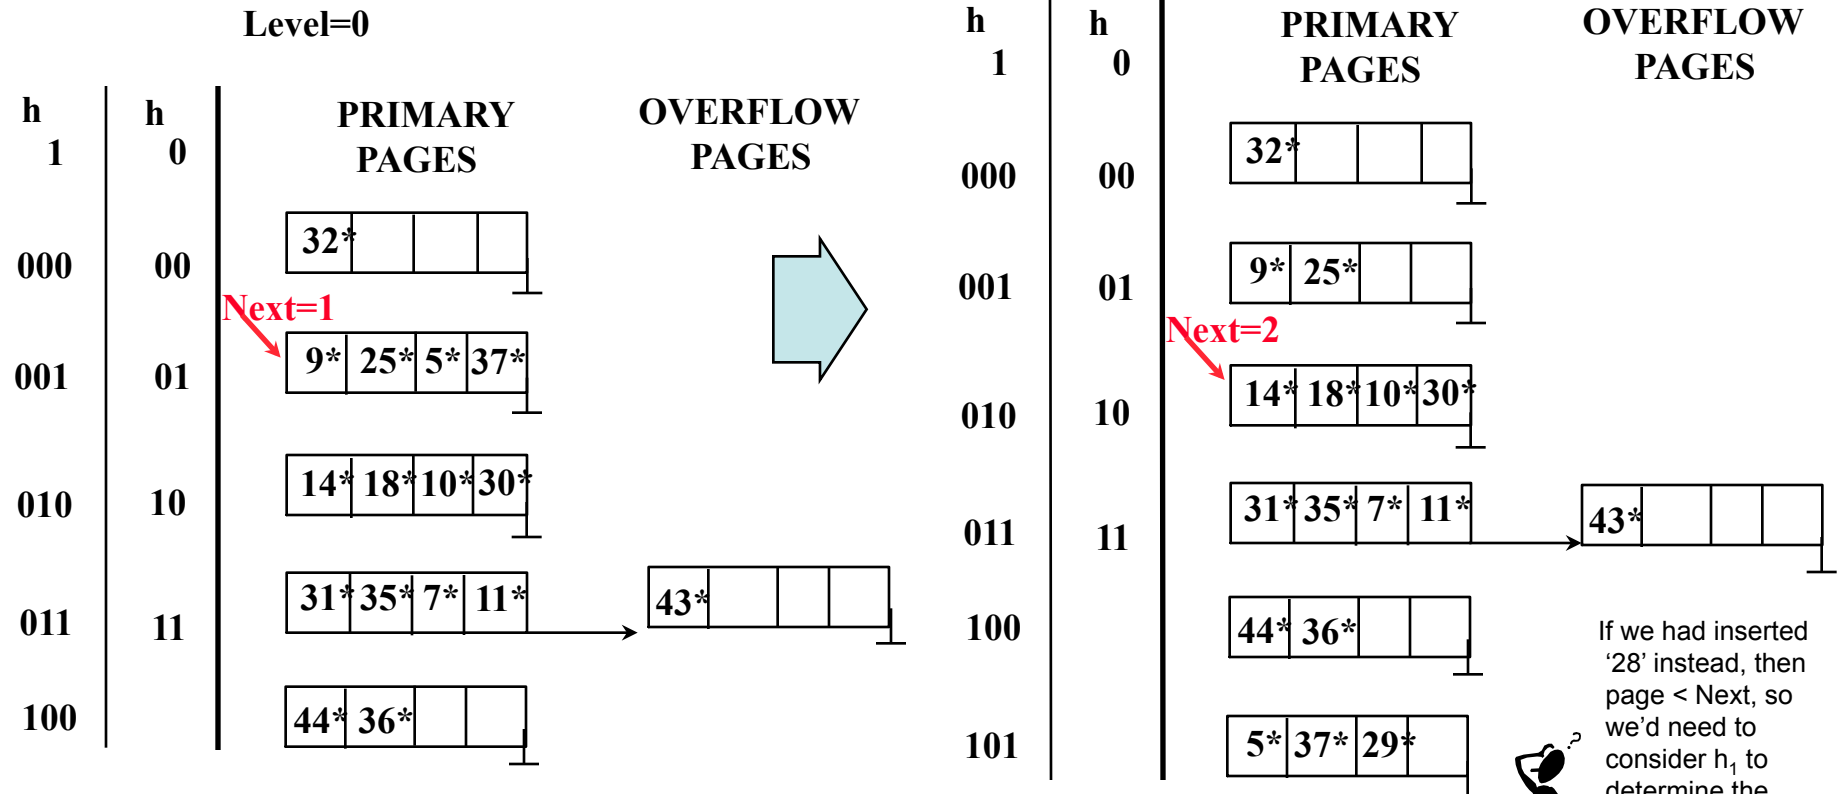 Level=0
h h
1 0
PRIMARY OVERFLOW
PAGES PAGES
32*
000 00
Next=1
9* 25* 5* 37*
001 01
14* 18* 10* 30*
010 10
31* 35* 7* 11* 43*
011 11
44* 36*
100
h h PRIMARY OVERFLOW
1 0 PAGES PAGES
32*
000 00
9* 25*
001 01
Next=2
14* 18* 10* 30*
010 10
31* 35* 7* 11* 43*
011 11
44* 36*
100
5* 37* 29*
101
If we had inserted
‘28’ instead, then
page < Next, so
we’d need to
consider h₁ to
determine the
?